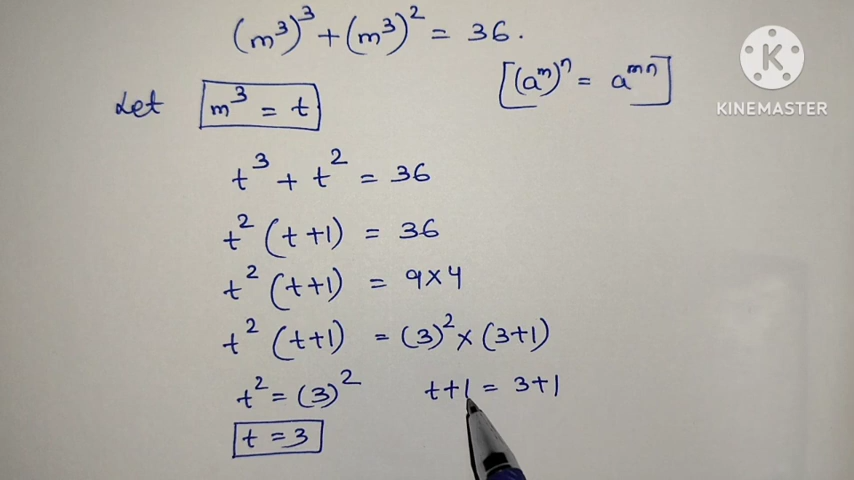 (m³)³ + (m³)² = 36.
[(aᵐ)ⁿ = aᵐⁿ]
K
KINEMASTER
Let m³ = t
t³ + t² = 36
t² (t+1) = 36
t² (t+1) = 9×4
t² (t+1) = (3)² × (3+1)
t² = (3)² t+1 = 3+1
t = 3